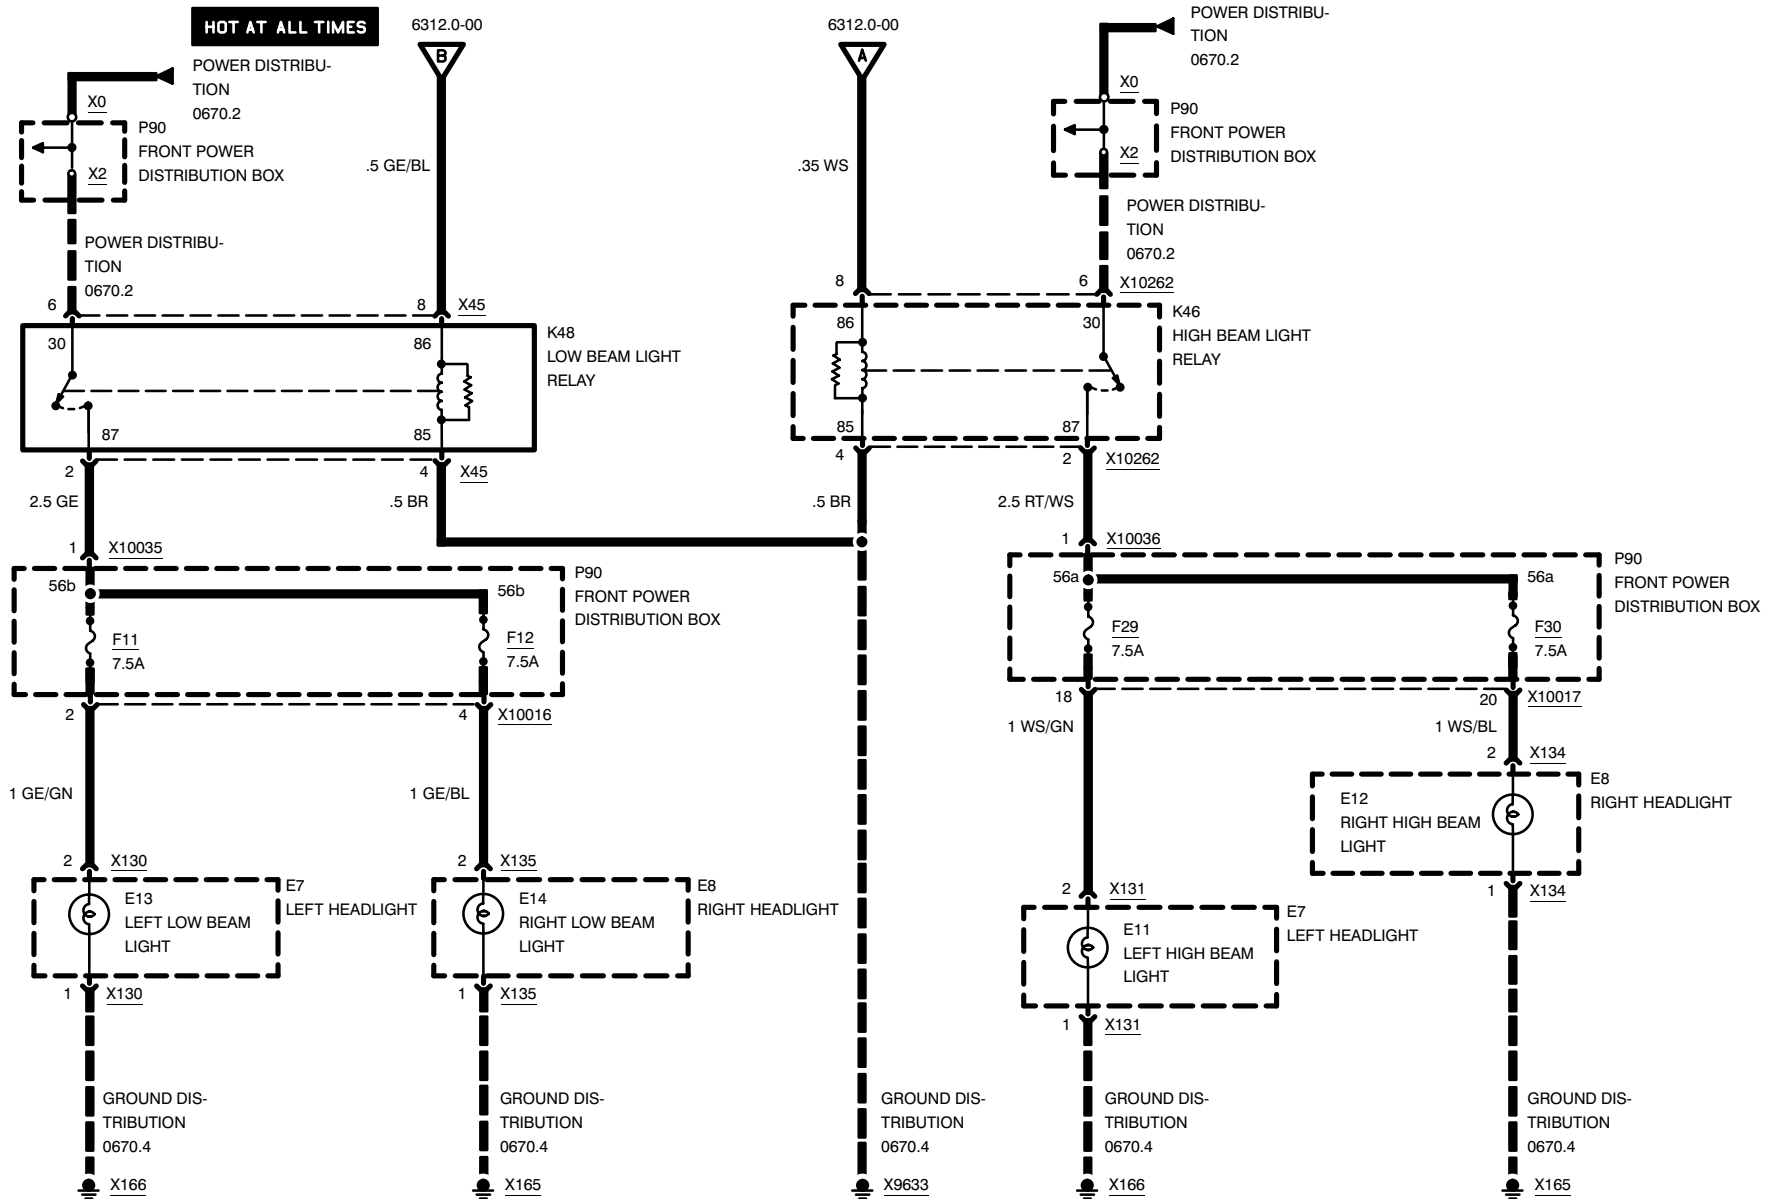 HOT AT ALL TIMES
6312.0-00
6312.0-00
POWER DISTRIBU-
TION
0670.2
B
A
POWER DISTRIBU-
TION
0670.2
X0
X0
P90
FRONT POWER
DISTRIBUTION BOX
P90
FRONT POWER
DISTRIBUTION BOX
X2
X2
.5 GE/BL
.35 WS
POWER DISTRIBU-
TION
0670.2
POWER DISTRIBU-
TION
0670.2
6
8
X45
8
6
X10262
30
86
K48
LOW BEAM LIGHT
RELAY
86
30
K46
HIGH BEAM LIGHT
RELAY
87
85
85
87
2
4
X45
4
2
X10262
2.5 GE
.5 BR
.5 BR
2.5 RT/WS
1
X10035
1
X10036
56b
56b
P90
FRONT POWER
DISTRIBUTION BOX
56a
56a
P90
FRONT POWER
DISTRIBUTION BOX
F11
7.5A
F12
7.5A
F29
7.5A
F30
7.5A
2
4
X10016
18
20
X10017
1 WS/GN
1 WS/BL
2
X134
1 GE/GN
1 GE/BL
E12
RIGHT HIGH BEAM
LIGHT
E8
RIGHT HEADLIGHT
2
X130
2
X135
2
X131
1
X134
E13
LEFT LOW BEAM
LIGHT
E7
LEFT HEADLIGHT
E14
RIGHT LOW BEAM
LIGHT
E8
RIGHT HEADLIGHT
E11
LEFT HIGH BEAM
LIGHT
E7
LEFT HEADLIGHT
1
X130
1
X135
1
X131
GROUND DIS-
TRIBUTION
0670.4
GROUND DIS-
TRIBUTION
0670.4
GROUND DIS-
TRIBUTION
0670.4
GROUND DIS-
TRIBUTION
0670.4
GROUND DIS-
TRIBUTION
0670.4
X166
X165
X9633
X166
X165